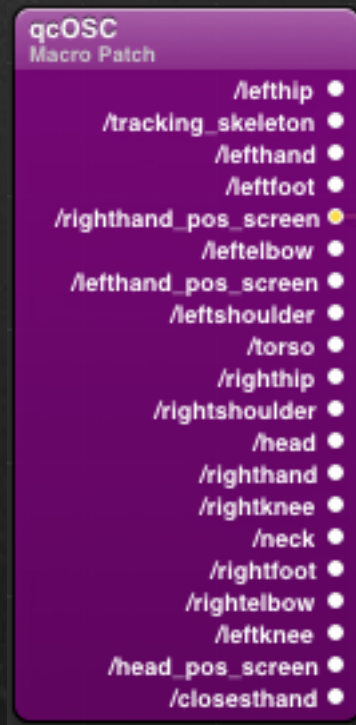 qcOSC
Macro Patch
/lefthip
/tracking_skeleton
/lefthand
/leftfoot
/righthand_pos_screen
/leftelbow
/lefthand_pos_screen
/leftshoulder
/torso
/righthip
/rightshoulder
/head
/righthand
/rightknee
/neck
/rightfoot
/rightelbow
/leftknee
/head_pos_screen
/closesthand